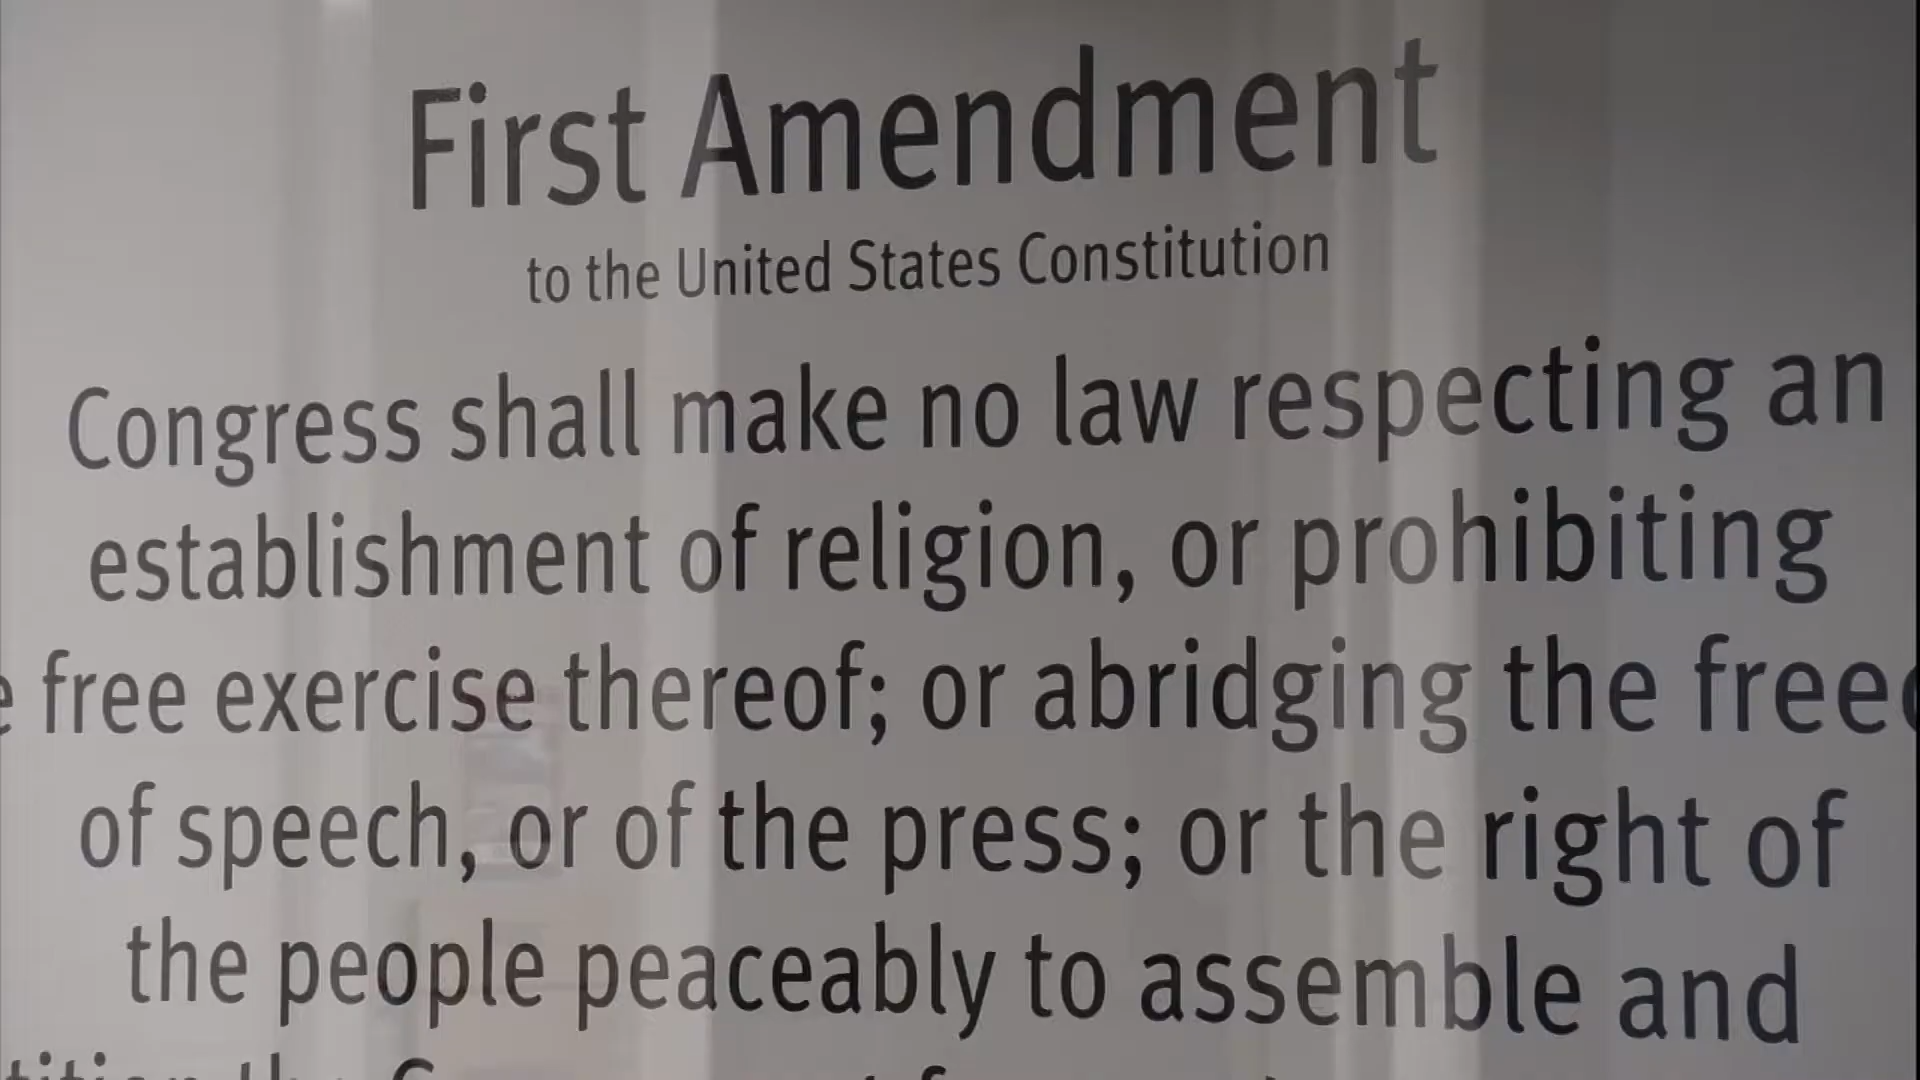 First Amendment
to the United States Constitution
Congress shall make no law respecting an
establishment of religion, or prohibiting
free exercise thereof; or abridging the
of speech, or of the press; or the right of
the people peaceably to assemble and